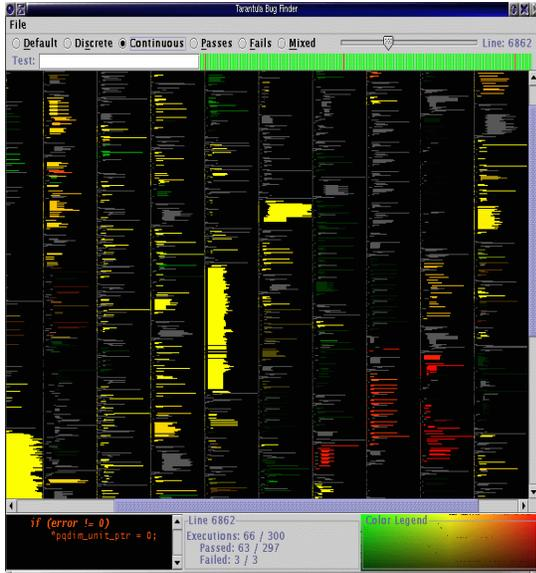 Tarantula Bug Finder
File
Default Discrete Continuous Passes Fails Mixed Line: 6862
Test:
if (error != 0)
*pqdim_unit_ptr = 0;
Line 6862
Executions: 66 / 300
Passed: 63 / 297
Failed: 3 / 3
Color Legend